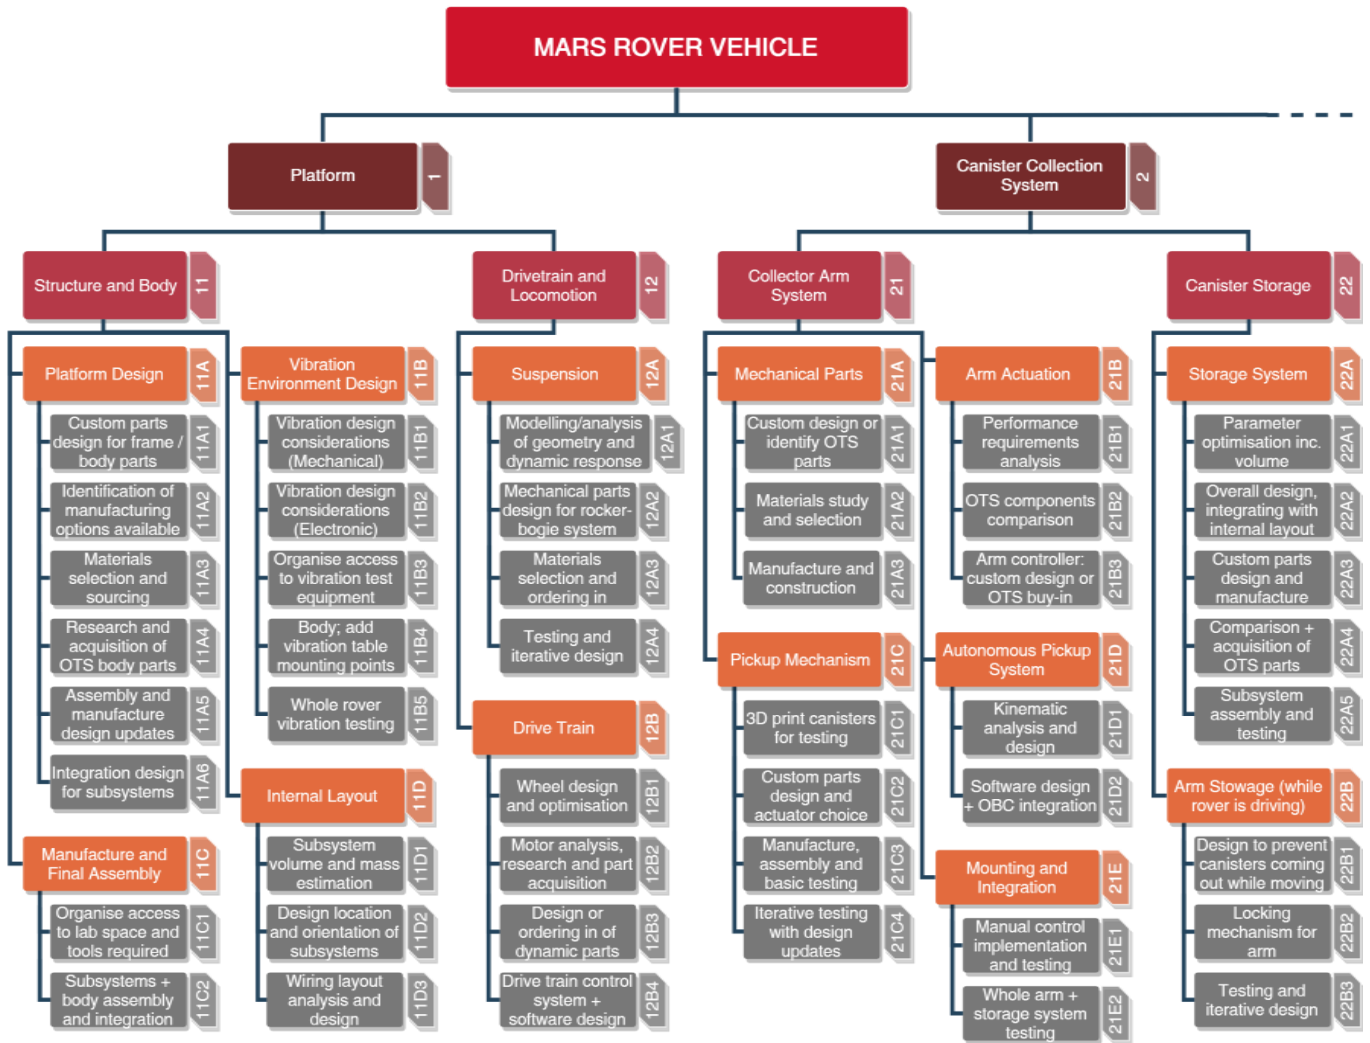 MARS ROVER VEHICLE
Platform
1
Canister Collection
System
2
Structure and Body
11
Drivetrain and
Locomotion
12
Collector Arm
System
21
Canister Storage
22
Platform Design
11A
Custom parts
design for frame /
body parts
11A1
Identification of
manufacturing
options available
11A2
Materials
selection and
sourcing
11A3
Research and
acquisition of
OTS body parts
11A4
Assembly and
manufacture
design updates
11A5
Integration design
for subsystems
11A6
Manufacture and
Final Assembly
11C
Organise access
to lab space and
tools required
11C1
Subsystems +
body assembly
and integration
11C2
Vibration
Environment Design
11B
Vibration design
considerations
(Mechanical)
11B1
Vibration design
considerations
(Electronic)
11B2
Organise access
to vibration test
equipment
11B3
Body; add
vibration table
mounting points
11B4
Whole rover
vibration testing
11B5
Internal Layout
11D
Subsystem
volume and mass
estimation
11D1
Design location
and orientation of
subsystems
11D2
Wiring layout
analysis and
design
11D3
Suspension
12A
Modelling/analysis
of geometry and
dynamic response
12A1
Mechanical parts
design for rocker-
bogie system
12A2
Materials
selection and
ordering in
12A3
Testing and
iterative design
12A4
Drive Train
12B
Wheel design
and optimisation
12B1
Motor analysis,
research and part
acquisition
12B2
Design or
ordering in of
dynamic parts
12B3
Drive train control
system +
software design
12B4
Mechanical Parts
21A
Custom design or
identify OTS
parts
21A1
Materials study
and selection
21A2
Manufacture and
construction
21A3
Pickup Mechanism
21C
3D print canisters
for testing
21C1
Custom parts
design and
actuator choice
21C2
Manufacture,
assembly and
basic testing
21C3
Iterative testing
with design
updates
21C4
Arm Actuation
21B
Performance
requirements
analysis
21B1
OTS components
comparison
21B2
Arm controller:
custom design or
OTS buy-in
21B3
Autonomous Pickup
System
21D
Kinematic
analysis and
design
21D1
Software design
+ OBC integration
21D2
Mounting and
Integration
21E
Manual control
implementation
and testing
21E1
Whole arm +
storage system
testing
21E2
Storage System
22A
Parameter
optimisation inc.
volume
22A1
Overall design,
integrating with
internal layout
22A2
Custom parts
design and
manufacture
22A3
Comparison +
acquisition of
OTS parts
22A4
Subsystem
assembly and
testing
22A5
Arm Stowage (while
rover is driving)
22B
Design to prevent
canisters coming
out while moving
22B1
Locking
mechanism for
arm
22B2
Testing and
iterative design
22B3